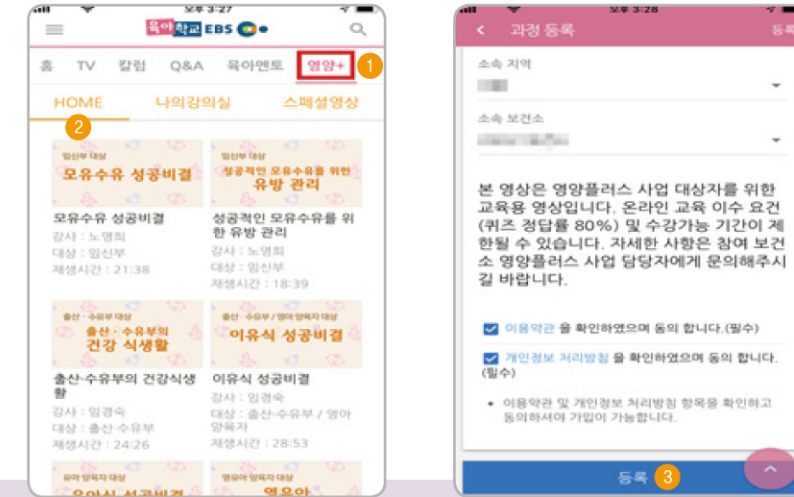 오후 3:27
육아학교 EBS
홈 TV 칼럼 Q&A 육아멘토 영양+ 1
HOME 나의강의실 스페셜영상
2
임신부 대상
모유수유 성공비결
모유수유 성공비결
강사 : 노영희
대상 : 임신부
재생시간 : 21:38
임신부 대상
성공적인 모유수유를 위한
유방 관리
성공적인 모유수유를 위
한 유방 관리
강사 : 노영희
대상 : 임신부
재생시간 : 18:39
출산·수유부 대상
출산·수유부의
건강 식생활
출산·수유부의 건강식생
활
강사 : 임경숙
대상 : 출산·수유부
재생시간 : 24:26
출산·수유부 / 영아 양육자 대상
이유식 성공비결
이유식 성공비결
강사 : 임경숙
대상 : 출산·수유부 / 영아
양육자
재생시간 : 28:53
유아 양육자 대상
유아식 성공비결
영유아 양육자 대상
영유아
오후 3:28
과정 등록 등록
소속 지역
소속 보건소
본 영상은 영양플러스 사업 대상자를 위한
교육용 영상입니다. 온라인 교육 이수 요건
(퀴즈 정답률 80%) 및 수강가능 기간이 제
한될 수 있습니다. 자세한 사항은 참여 보건
소 영양플러스 사업 담당자에게 문의해주시
길 바랍니다.
이용약관 을 확인하였으며 동의 합니다.(필수)
개인정보 처리방침 을 확인하였으며 동의 합니다.
(필수)
• 이용약관 및 개인정보 처리방침 항목을 확인하고
동의하셔야 가입이 가능합니다.
등록 3